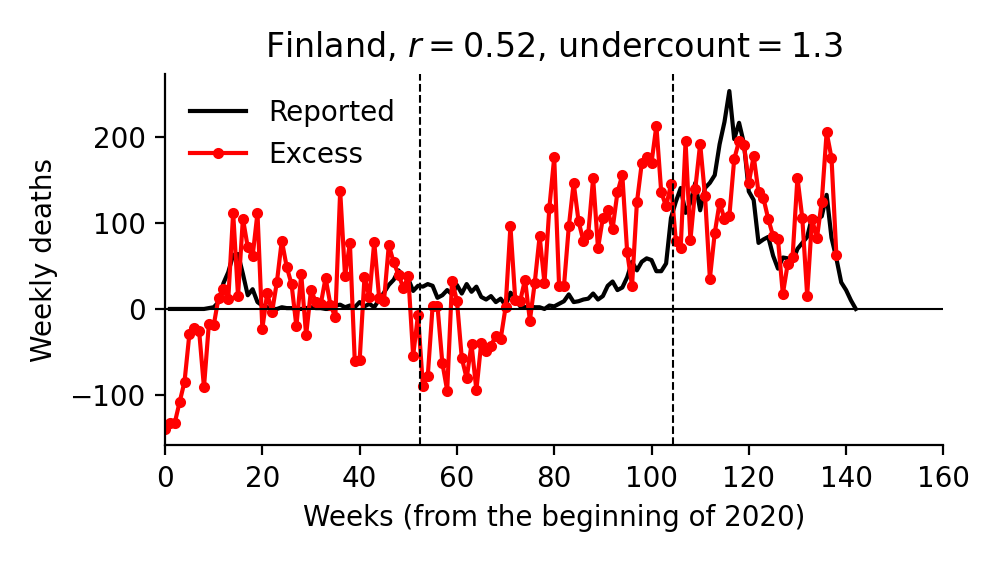 Finland, r = 0.52, undercount = 1.3
Reported
Excess
Weekly deaths
200
100
0
−100
0 20 40 60 80 100 120 140 160
Weeks (from the beginning of 2020)